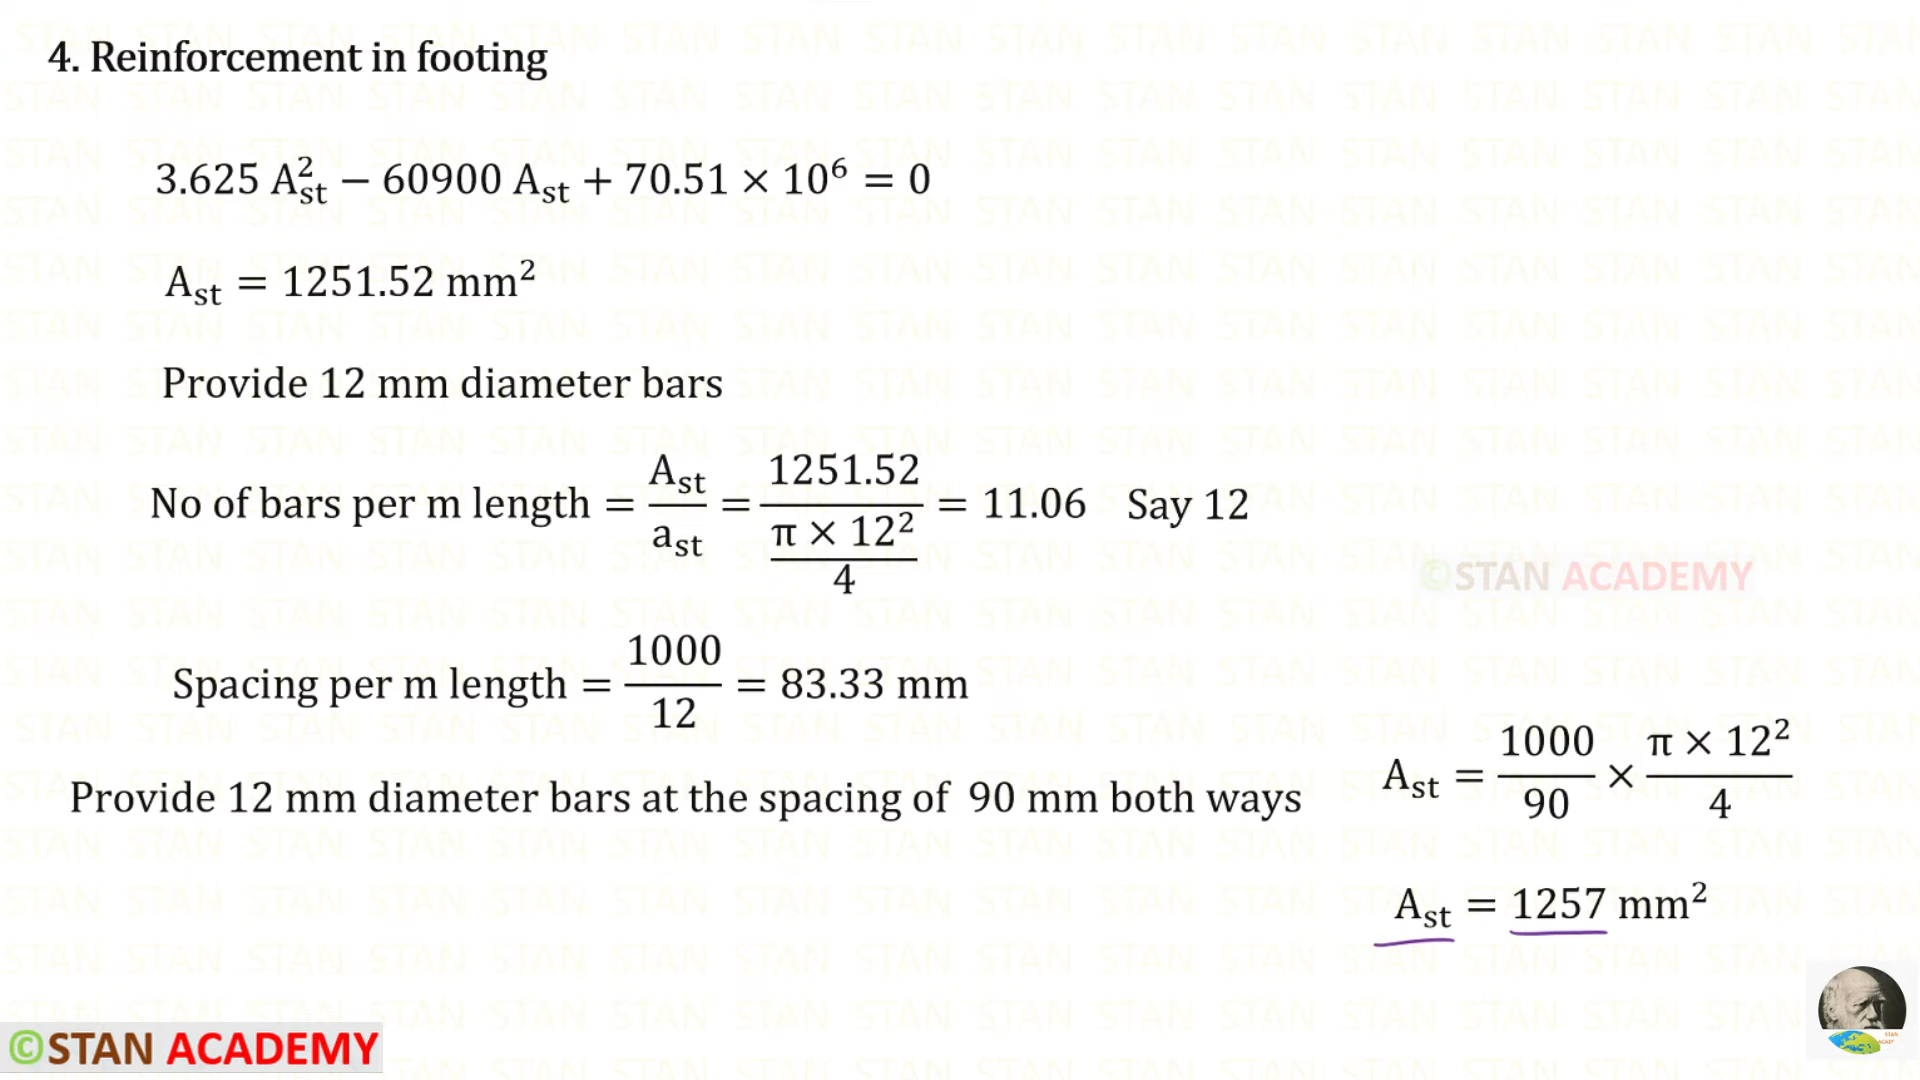 4. Reinforcement in footing
3.625 A²st − 60900 Ast + 70.51 × 10⁶ = 0
Ast = 1251.52 mm²
Provide 12 mm diameter bars
No of bars per m length = Ast / ast = 1251.52 / (π × 12² / 4) = 11.06 Say 12
©STAN ACADEMY
Spacing per m length = 1000 / 12 = 83.33 mm
Provide 12 mm diameter bars at the spacing of 90 mm both ways
Ast = 1000 / 90 × π × 12² / 4
Ast = 1257 mm²
©STAN ACADEMY